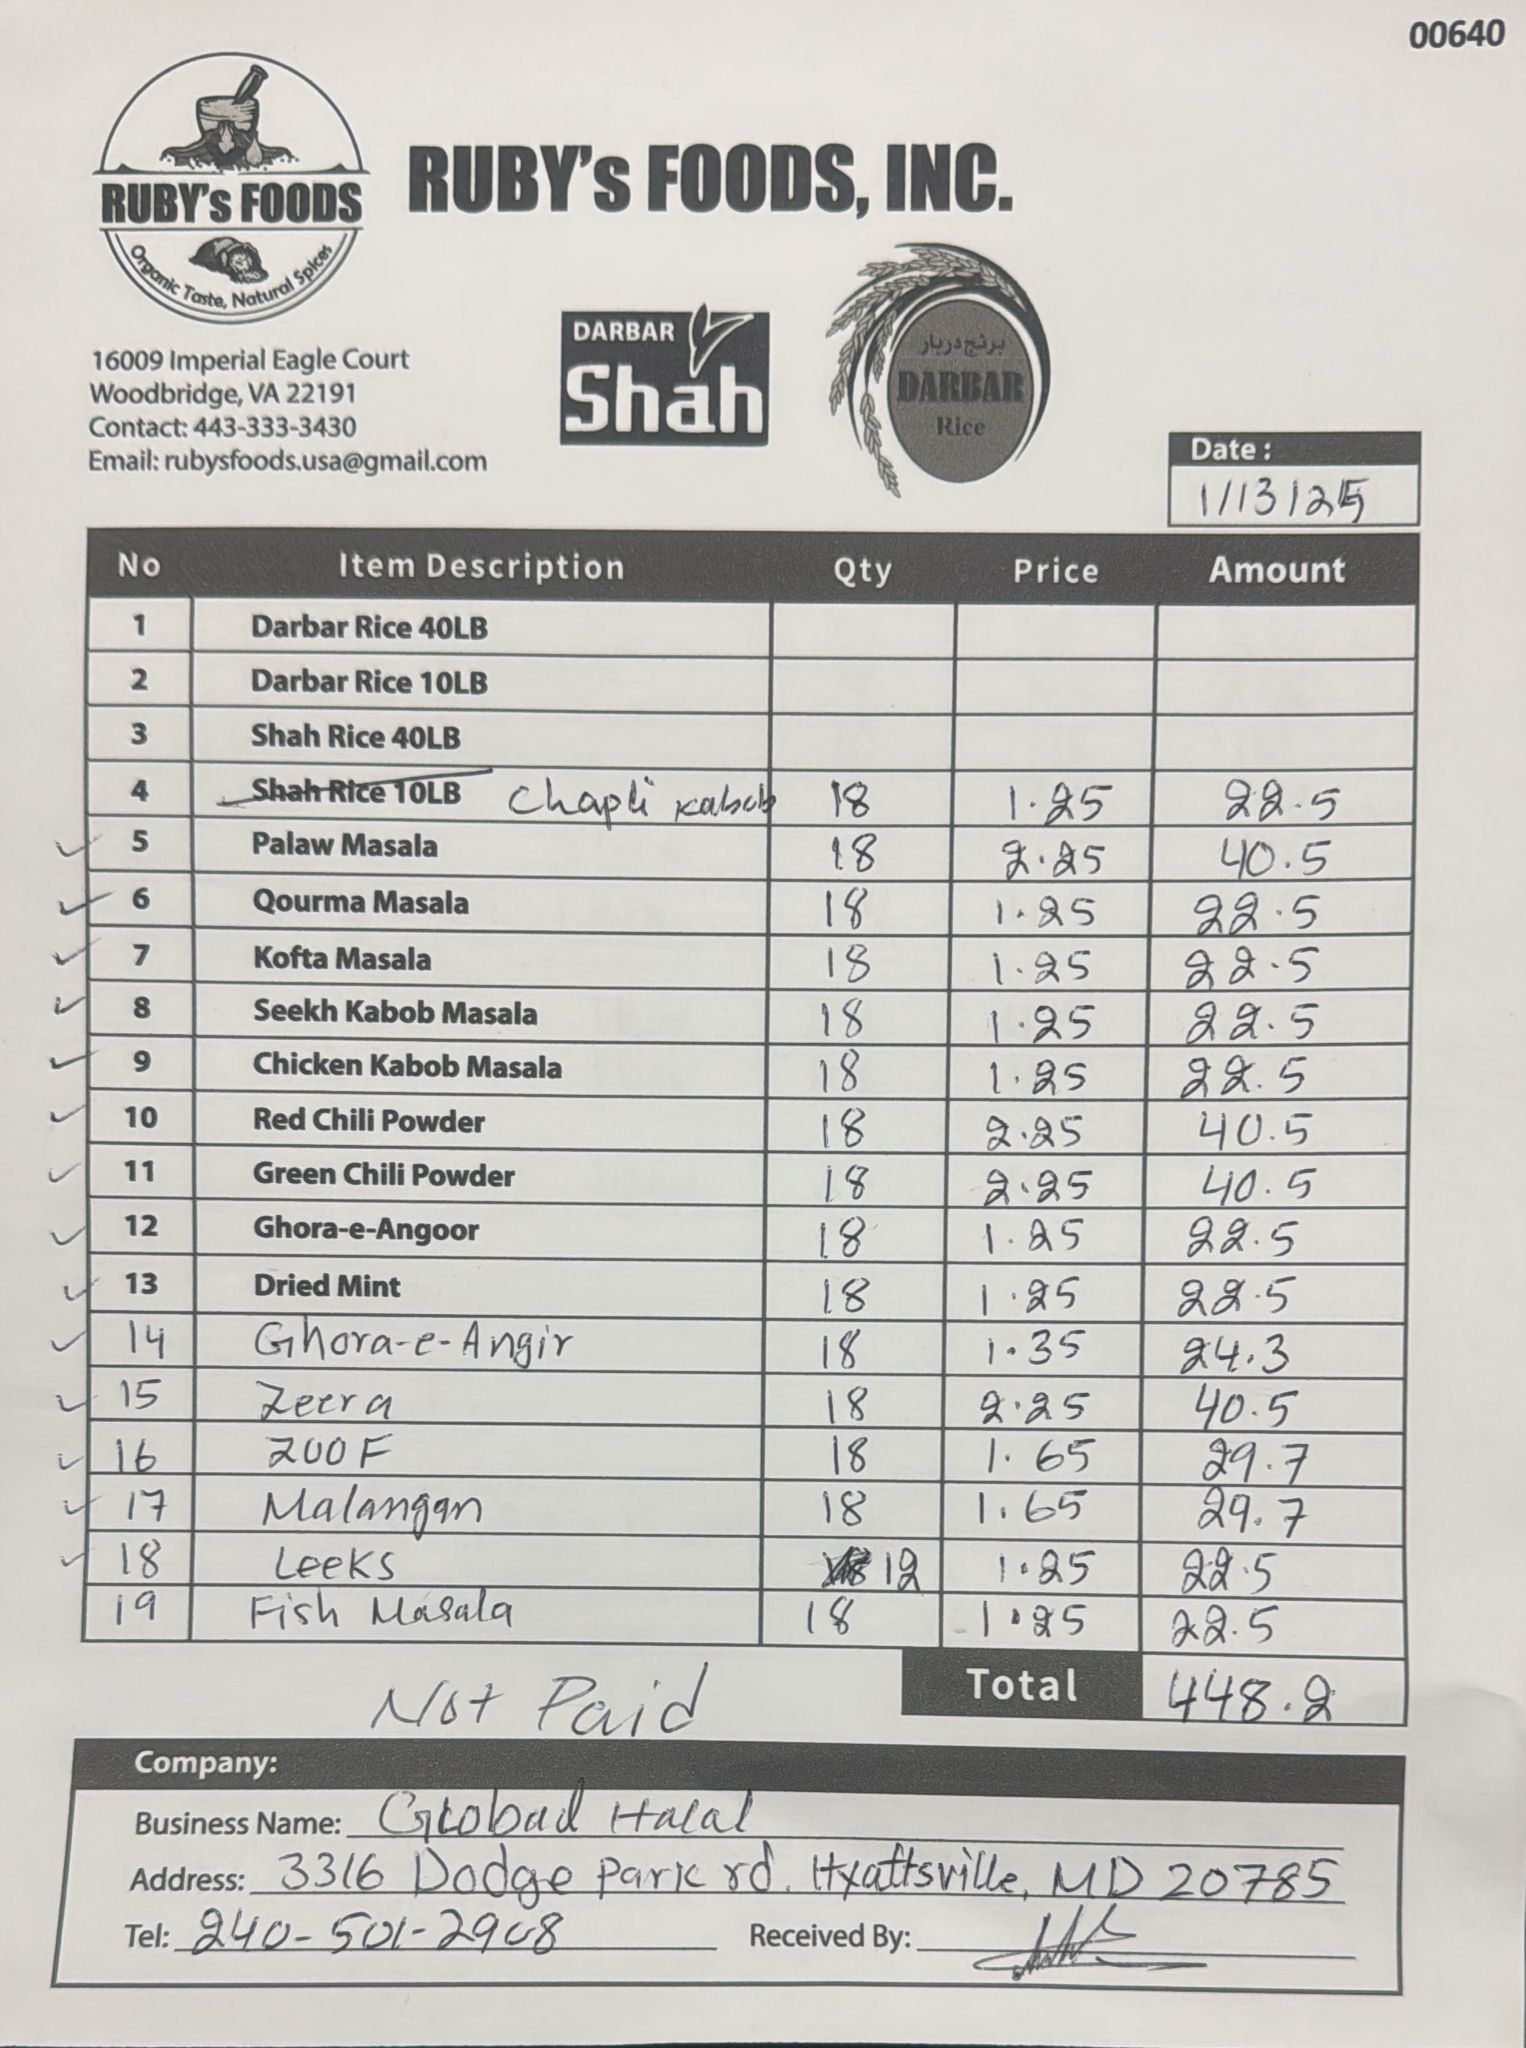 00640
RUBY's FOODS
Organic Taste, Natural Spices
RUBY's FOODS, INC.
DARBAR
Shah
برنج دربار
DARBAR
Rice
16009 Imperial Eagle Court
Woodbridge, VA 22191
Contact: 443-333-3430
Email: rubysfoods.usa@gmail.com
Date :
1/13/25
No Item Description Qty Price Amount
1 Darbar Rice 40LB
2 Darbar Rice 10LB
3 Shah Rice 40LB
4 Shah Rice 10LB Chapli Kabob 18 1.25 22.5
5 Palaw Masala 18 2.25 40.5
6 Qourma Masala 18 1.25 22.5
7 Kofta Masala 18 1.25 22.5
8 Seekh Kabob Masala 18 1.25 22.5
9 Chicken Kabob Masala 18 1.25 22.5
10 Red Chili Powder 18 2.25 40.5
11 Green Chili Powder 18 2.25 40.5
12 Ghora-e-Angoor 18 1.25 22.5
13 Dried Mint 18 1.25 22.5
14 Ghora-e-Angir 18 1.35 24.3
15 Zeera 18 2.25 40.5
16 200F 18 1.65 29.7
17 Malangan 18 1.65 29.7
18 Leeks 12 1.25 22.5
19 Fish Masala 18 1.25 22.5
Total 448.2
Not Paid
Company:
Business Name: Globad Halal
Address: 3316 Dodge Park rd. Hyattsville, MD 20785
Tel: 240-501-2908 Received By: